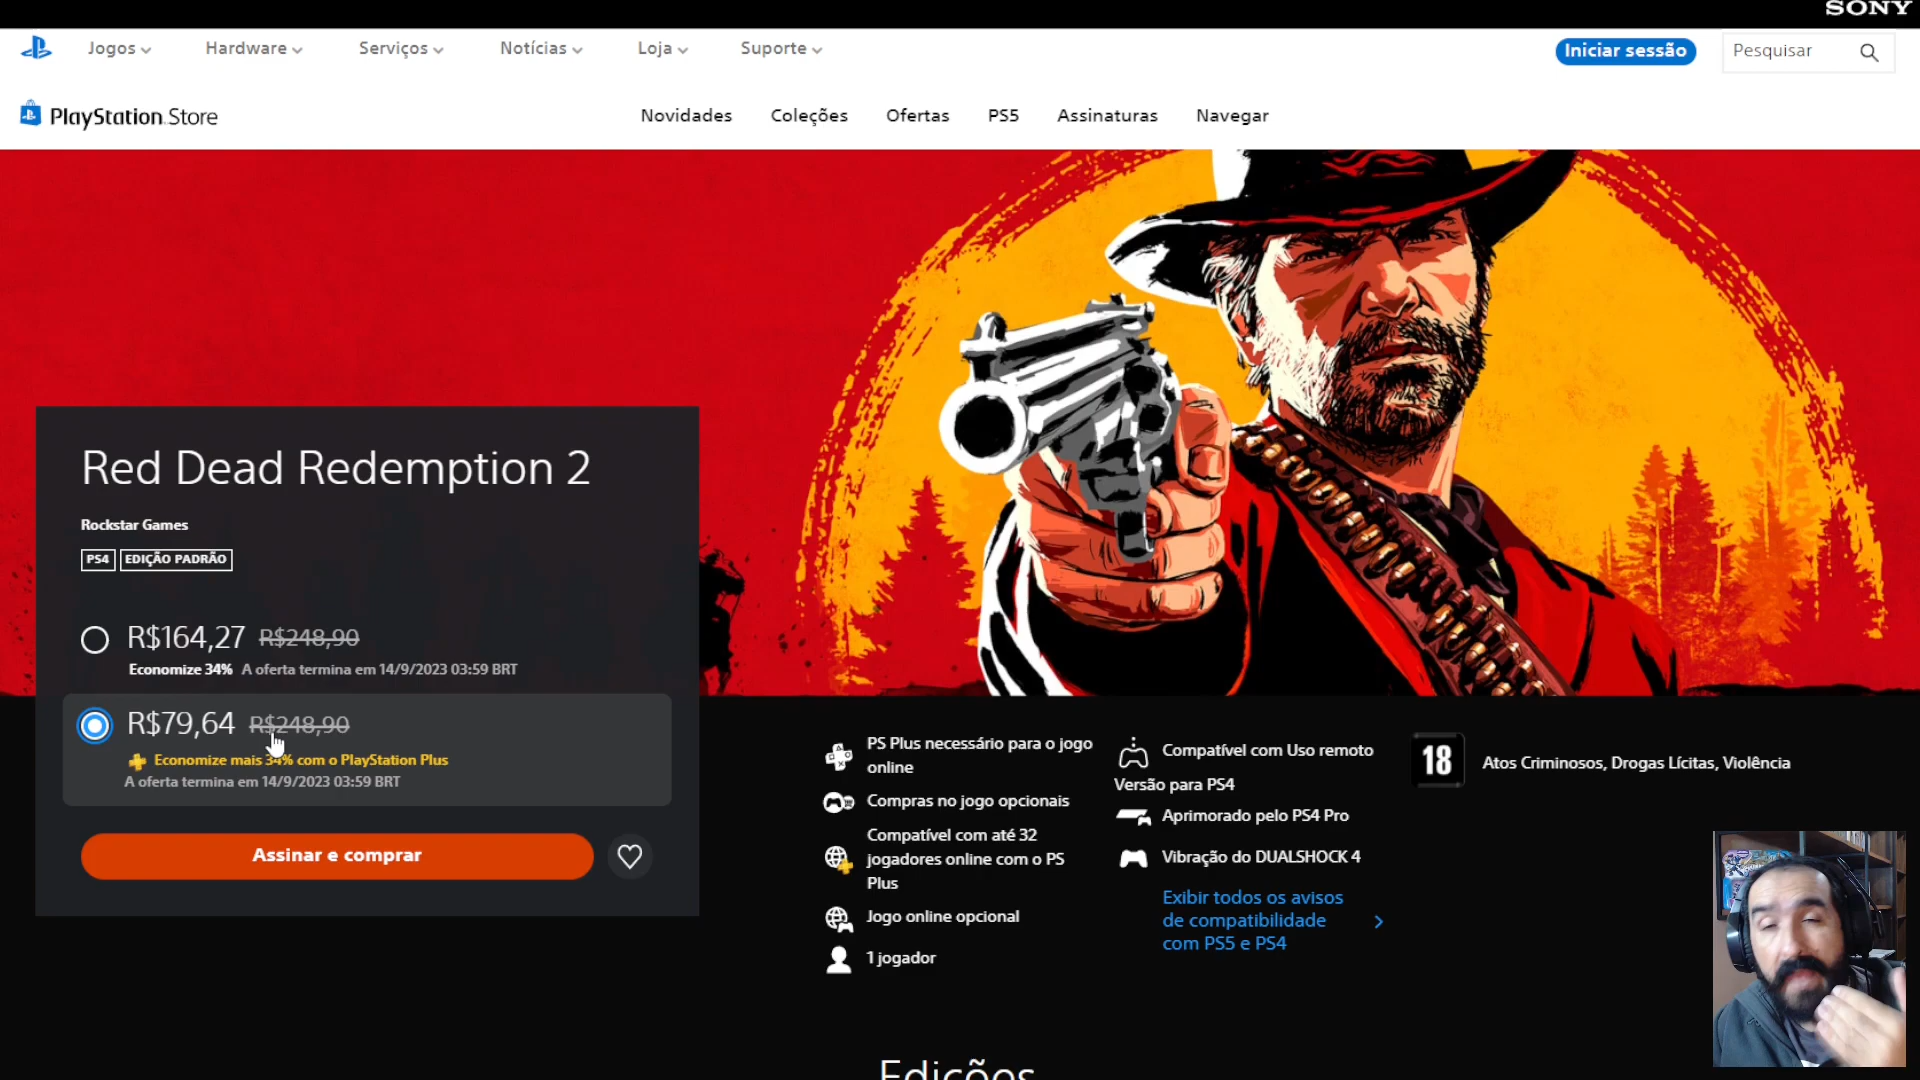 SONY
Jogos
Hardware
Serviços
Notícias
Loja
Suporte
Iniciar sessão
Pesquisar
PlayStation Store
Novidades
Coleções
Ofertas
PS5
Assinaturas
Navegar
Red Dead Redemption 2
Rockstar Games
PS4 EDIÇÃO PADRÃO
R$164,27 R$248,90
Economize 34% A oferta termina em 14/9/2023 03:59 BRT
R$79,64 R$248,90
Economize mais 34% com o PlayStation Plus
A oferta termina em 14/9/2023 03:59 BRT
Assinar e comprar
PS Plus necessário para o jogo
online
Compras no jogo opcionais
Compatível com até 32
jogadores online com o PS
Plus
Jogo online opcional
1 jogador
Compatível com Uso remoto
Versão para PS4
Aprimorado pelo PS4 Pro
Vibração do DUALSHOCK 4
Exibir todos os avisos
de compatibilidade
com PS5 e PS4
18
Atos Criminosos, Drogas Lícitas, Violência
Edições